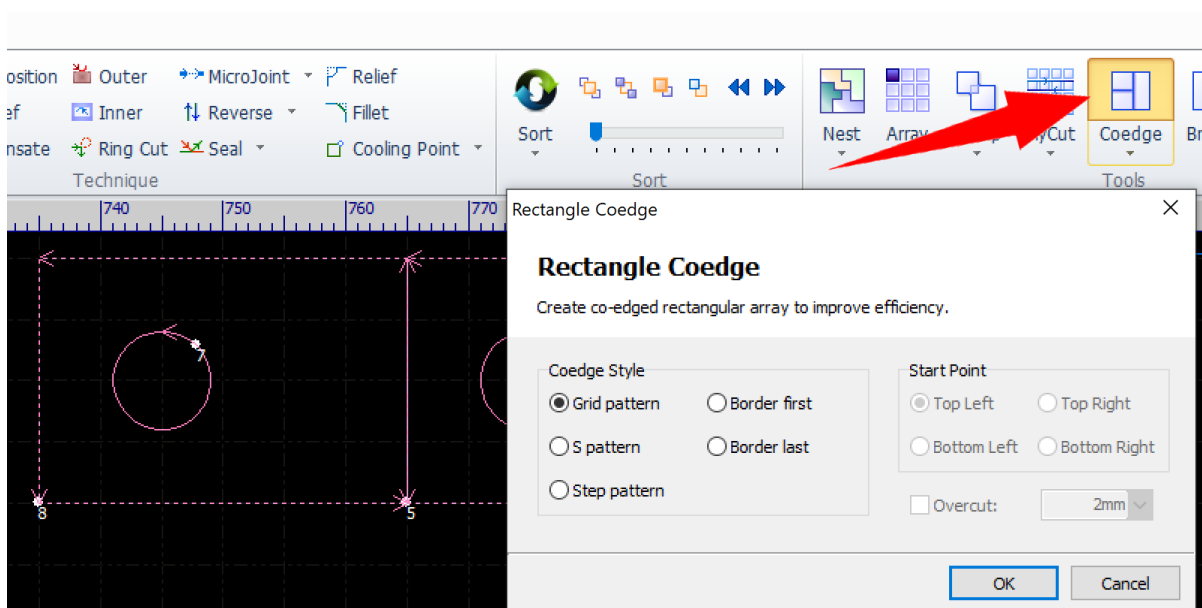 osition Outer MicroJoint Relief
ef Inner Reverse Fillet
nsate Ring Cut Seal Cooling Point
Technique
Sort
Sort
Nest Array Coedge
Tools
740 750 760 770
7
8
5
Rectangle Coedge
Rectangle Coedge
Create co-edged rectangular array to improve efficiency.
Coedge Style
Grid pattern Border first
S pattern Border last
Step pattern
Start Point
Top Left Top Right
Bottom Left Bottom Right
Overcut: 2mm
OK Cancel